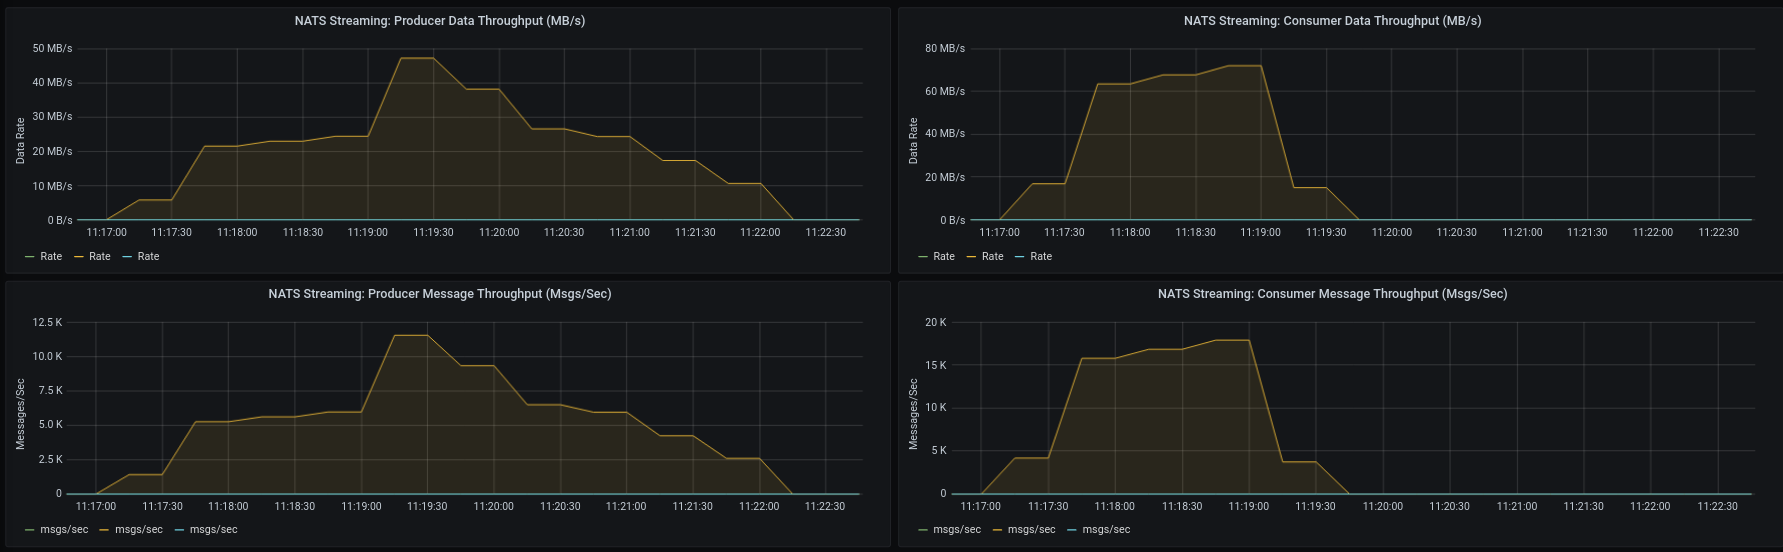 NATS Streaming: Producer Data Throughput (MB/s)
50 MB/s
40 MB/s
30 MB/s
20 MB/s
10 MB/s
0 B/s
Data Rate
11:17:00 11:17:30 11:18:00 11:18:30 11:19:00 11:19:30 11:20:00 11:20:30 11:21:00 11:21:30 11:22:00 11:22:30
Rate Rate Rate
NATS Streaming: Consumer Data Throughput (MB/s)
80 MB/s
60 MB/s
40 MB/s
20 MB/s
0 B/s
Data Rate
11:17:00 11:17:30 11:18:00 11:18:30 11:19:00 11:19:30 11:20:00 11:20:30 11:21:00 11:21:30 11:22:00 11:22:30
Rate Rate Rate
NATS Streaming: Producer Message Throughput (Msgs/Sec)
12.5 K
10.0 K
7.5 K
5.0 K
2.5 K
0
Messages/Sec
11:17:00 11:17:30 11:18:00 11:18:30 11:19:00 11:19:30 11:20:00 11:20:30 11:21:00 11:21:30 11:22:00 11:22:30
msgs/sec msgs/sec msgs/sec
NATS Streaming: Consumer Message Throughput (Msgs/Sec)
20 K
15 K
10 K
5 K
0
Messages/Sec
11:17:00 11:17:30 11:18:00 11:18:30 11:19:00 11:19:30 11:20:00 11:20:30 11:21:00 11:21:30 11:22:00 11:22:30
msgs/sec msgs/sec msgs/sec